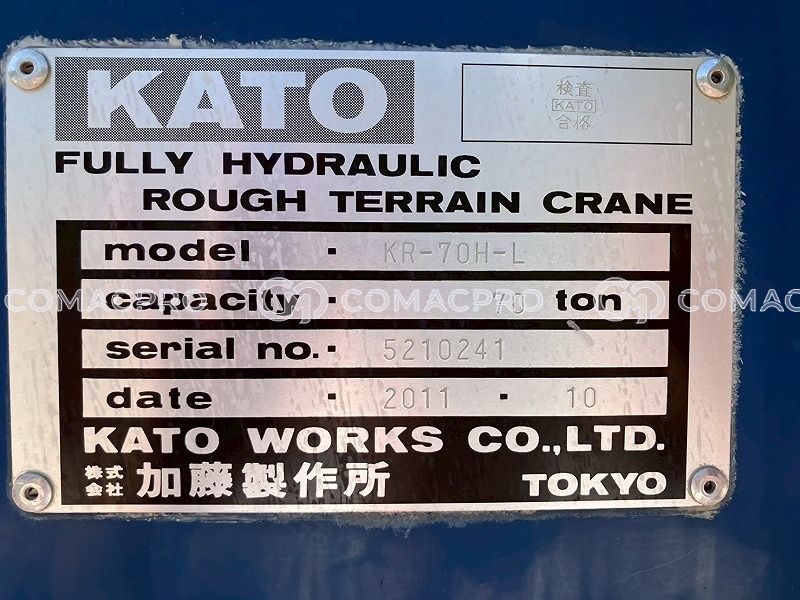 KATO
検査
KATO
合格
FULLY HYDRAULIC
ROUGH TERRAIN CRANE
model · KR-70H-L
capacity · 70 ton
COMACPRO COMACPRO COMAC
serial no. · 5210241
date · 2011 · 10
KATO WORKS CO.,LTD.
株式会社 加藤製作所 TOKYO